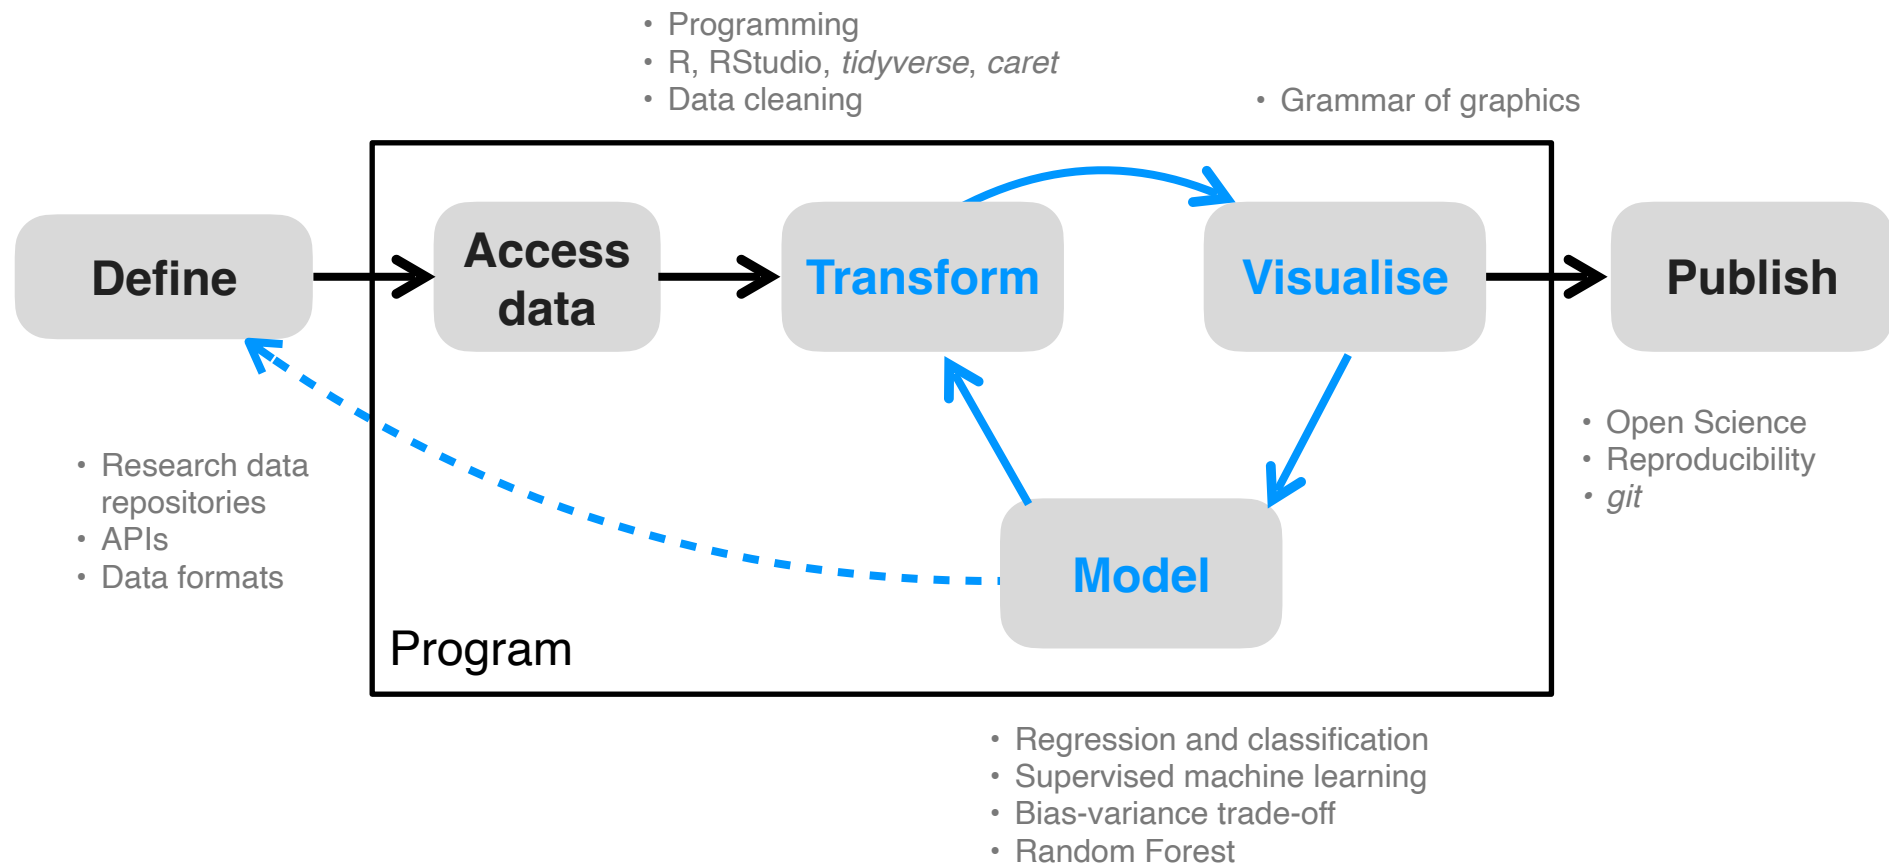 • Programming
• R, RStudio, tidyverse, caret
• Data cleaning
• Grammar of graphics
Define
Access
data
Transform
Visualise
Publish
• Research data
repositories
• APIs
• Data formats
• Open Science
• Reproducibility
• git
Model
Program
• Regression and classification
• Supervised machine learning
• Bias-variance trade-off
• Random Forest